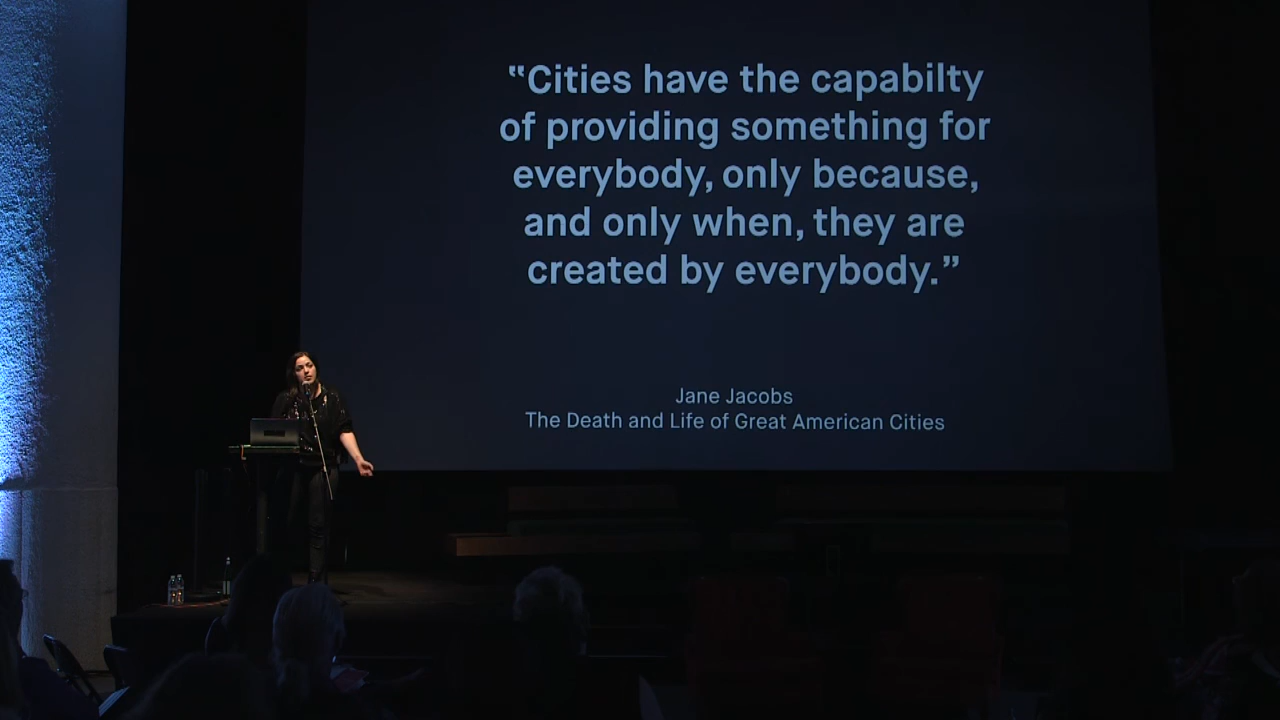 “Cities have the capabilty
of providing something for
everybody, only because,
and only when, they are
created by everybody.”
Jane Jacobs
The Death and Life of Great American Cities